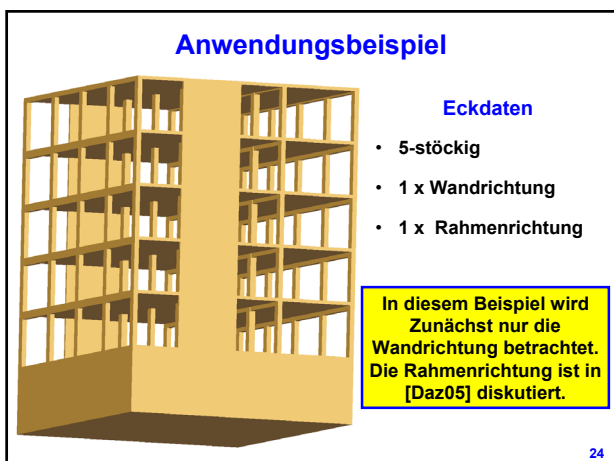 Anwendungsbeispiel
Eckdaten
• 5-stöckig
• 1 x Wandrichtung
• 1 x Rahmenrichtung
In diesem Beispiel wird
Zunächst nur die
Wandrichtung betrachtet.
Die Rahmenrichtung ist in
[Daz05] diskutiert.
24